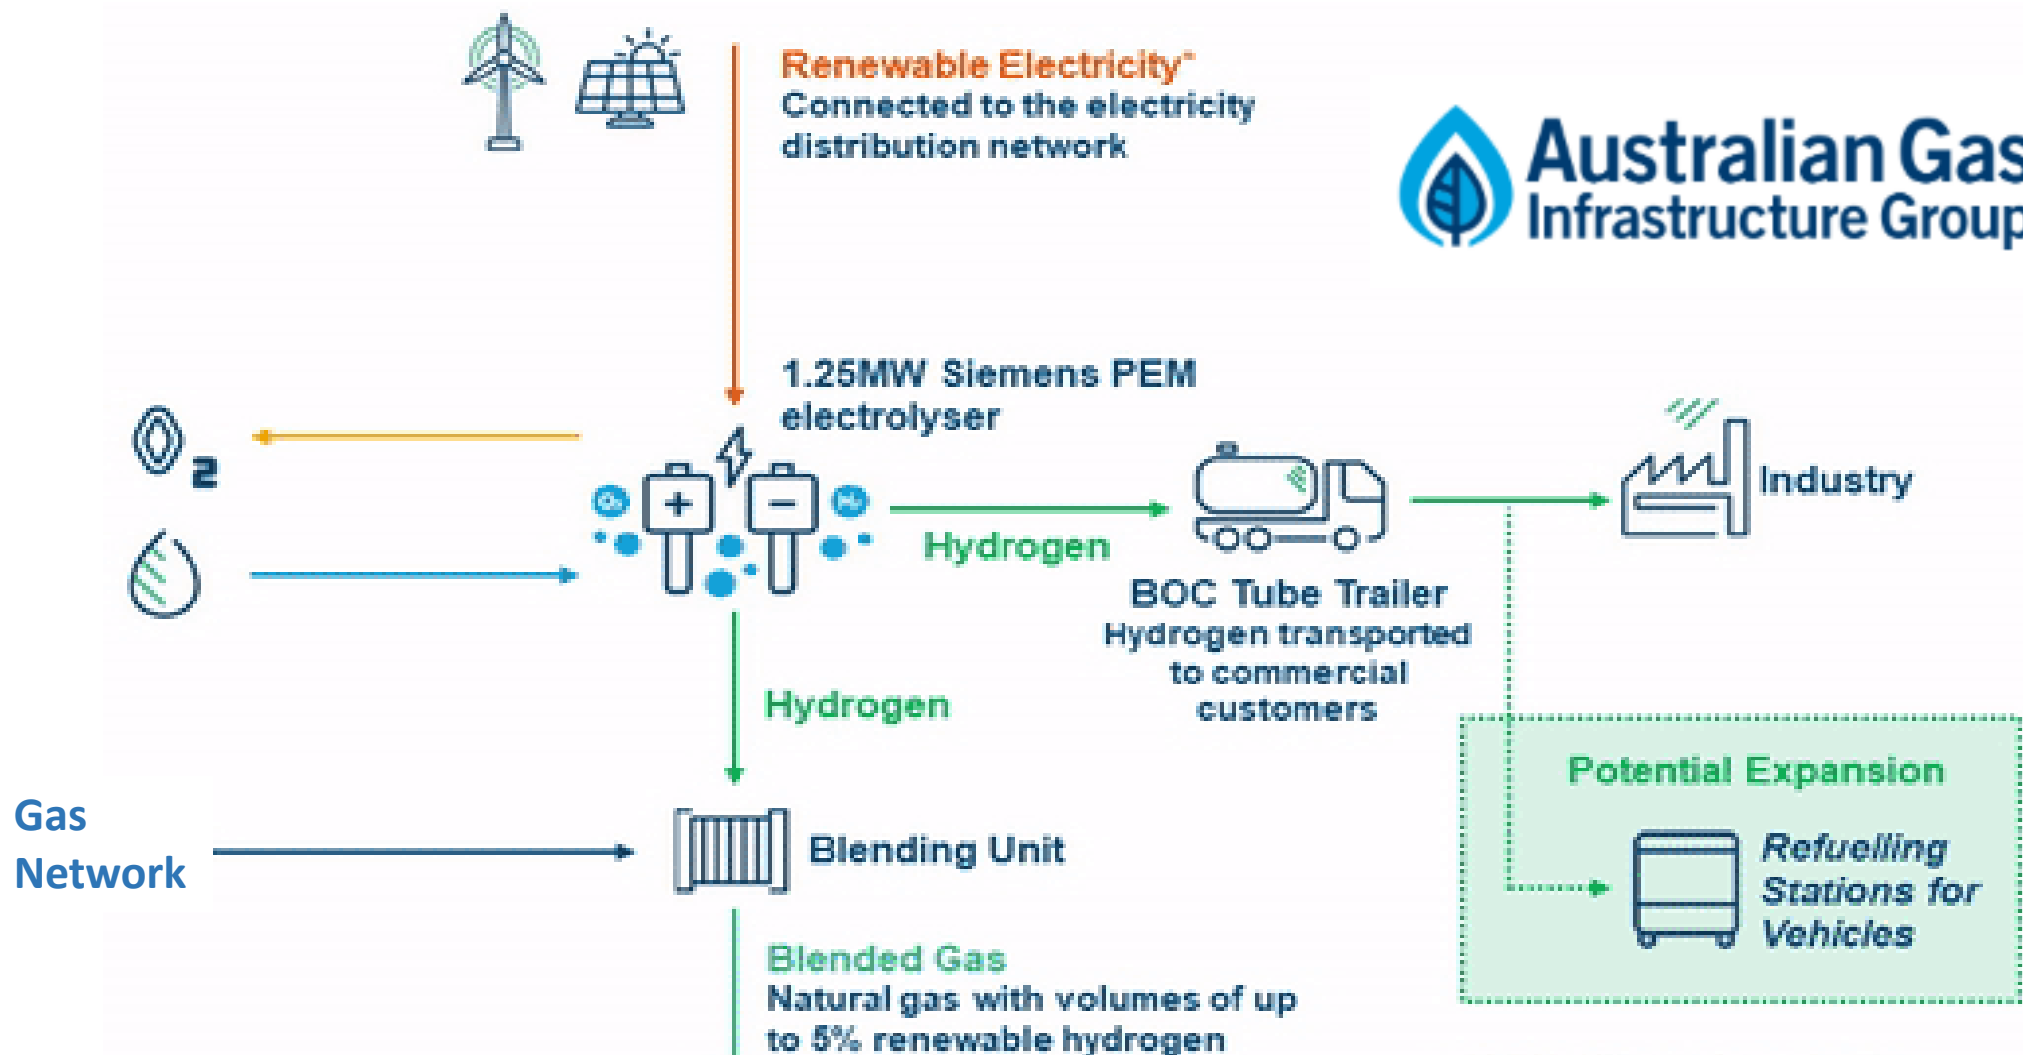 Renewable Electricity*
Connected to the electricity
distribution network
Australian Gas
Infrastructure Group
1.25MW Siemens PEM
electrolyser
O2
O₂
+
−
H₂
Hydrogen
Industry
BOC Tube Trailer
Hydrogen transported
to commercial
customers
Hydrogen
Potential Expansion
Gas
Network
Blending Unit
Refuelling
Stations for
Vehicles
Blended Gas
Natural gas with volumes of up
to 5% renewable hydrogen